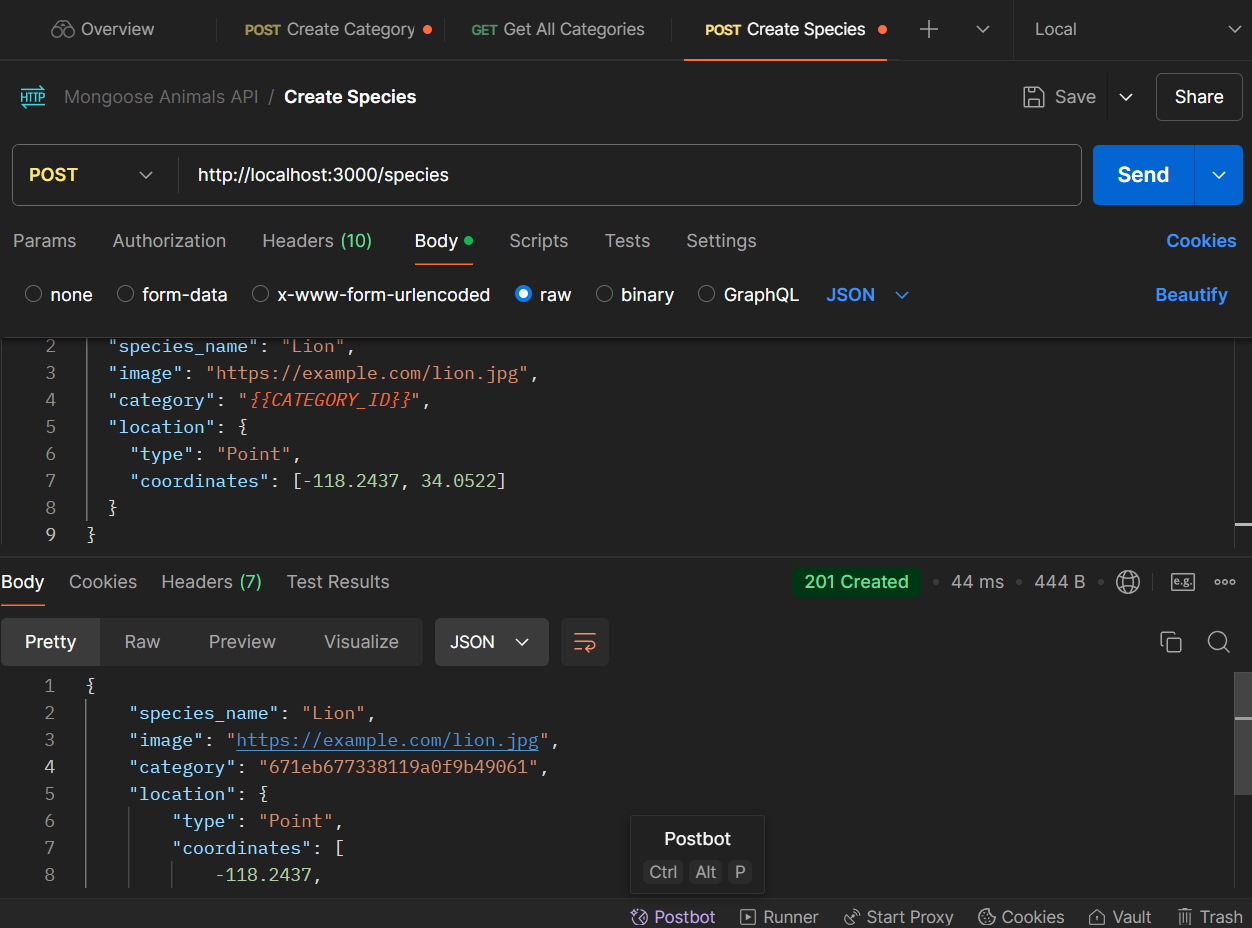 Overview POST Create Category GET Get All Categories POST Create Species Local
HTTP Mongoose Animals API / Create Species Save Share
POST http://localhost:3000/species Send
Params Authorization Headers (10) Body Scripts Tests Settings Cookies
none form-data x-www-form-urlencoded raw binary GraphQL JSON Beautify
2 "species_name": "Lion",
3 "image": "https://example.com/lion.jpg",
4 "category": "{{CATEGORY_ID}}",
5 "location": {
6 "type": "Point",
7 "coordinates": [-118.2437, 34.0522]
8 }
9 }
Body Cookies Headers (7) Test Results 201 Created 44 ms 444 B e.g.
Pretty Raw Preview Visualize JSON
1 {
2 "species_name": "Lion",
3 "image": "https://example.com/lion.jpg",
4 "category": "671eb677338119a0f9b49061",
5 "location": {
6 "type": "Point",
7 "coordinates": [
8 -118.2437,
Postbot
Ctrl Alt P
Postbot Runner Start Proxy Cookies Vault Trash